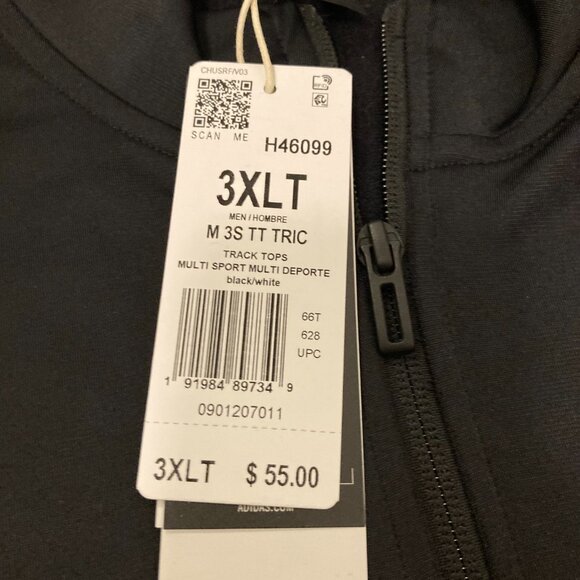 CHUSRF/V03
SCAN ME
H46099
3XLT
MEN / HOMBRE
M 3S TT TRIC
TRACK TOPS
MULTI SPORT MULTI DEPORTE
black/white
66T
628
UPC
1 91984 89734 9
0901207011
3XLT $ 55.00
ADIDAS.COM